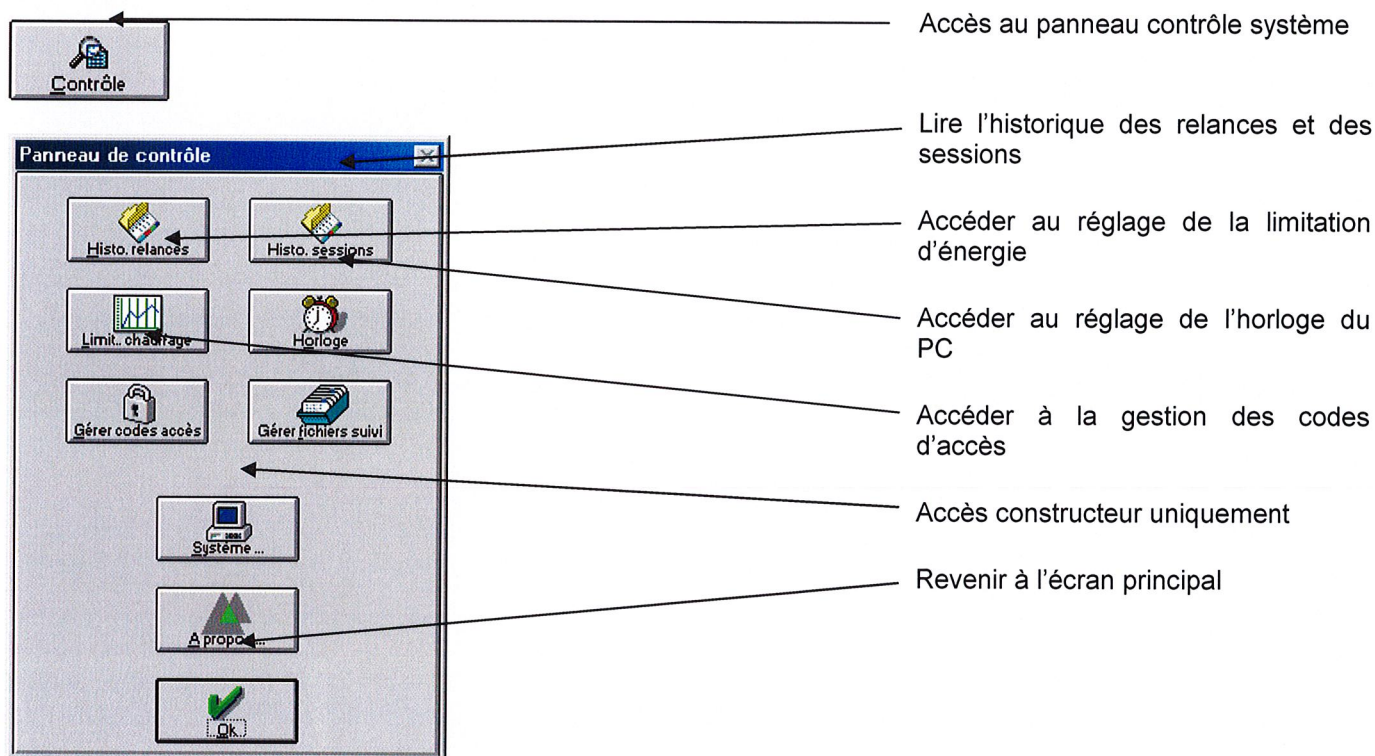 Accès au panneau contrôle système
Contrôle
Lire l'historique des relances et des
sessions
Panneau de contrôle
Accéder au réglage de la limitation
d'énergie
Histo. relances
Histo. sessions
Accéder au réglage de l'horloge du
PC
Limit.. chauffage
Horloge
Accéder à la gestion des codes
d'accès
Gérer codes accès
Gérer fichiers suivi
Accès constructeur uniquement
Systéme ...
Revenir à l'écran principal
A propos...
Ok